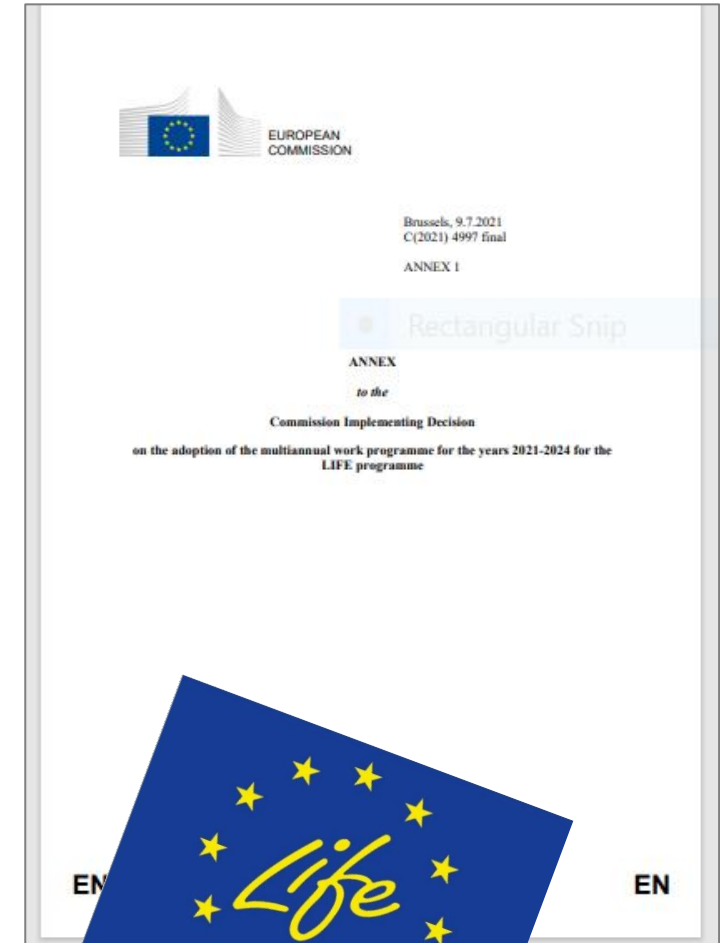 EUROPEAN
COMMISSION
Brussels, 9.7.2021
C(2021) 4997 final
ANNEX 1
Rectangular Snip
ANNEX
to the
Commission Implementing Decision
on the adoption of the multiannual work programme for the years 2021-2024 for the
LIFE programme
Life
EN
EN